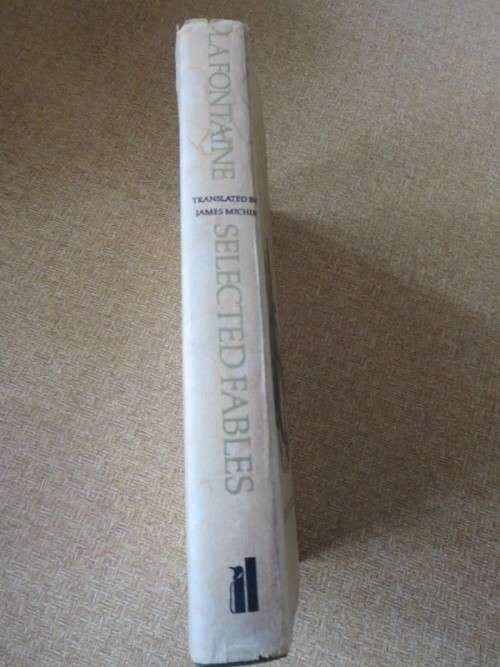 LA FONTAINE
TRANSLATED BY
JAMES MICHIE
SELECTED FABLES